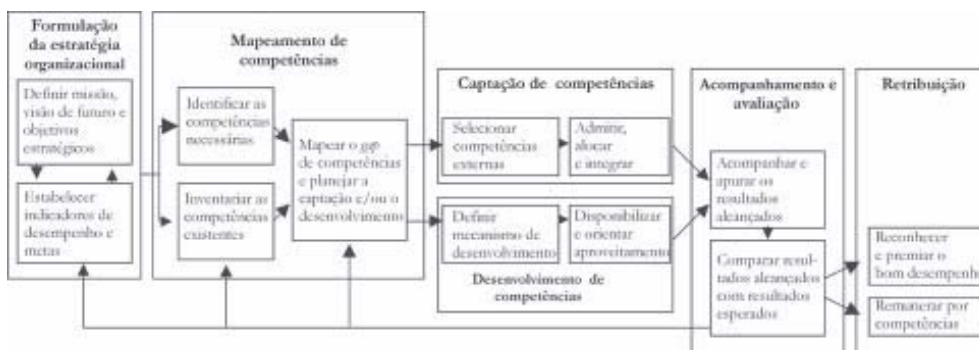 Formulação
da estratégia
organizacional
Definir missão,
visão de futuro e
objetivos
estratégicos
Estabelecer
indicadores de
desempenho e
metas
Mapeamento de
competências
Identificar as
competências
necessárias
Inventariar as
competências
existentes
Mapear o gap
de competências
e planejar a
captação e/ou o
desenvolvimento
Captação de competências
Selecionar
competências
externas
Admitir,
alocar
e integrar
Definir
mecanismo de
desenvolvimento
Disponibilizar
e orientar
aproveitamento
Desenvolvimento de
competências
Acompanhamento e
avaliação
Acompanhar e
apurar os
resultados
alcançados
Comparar resul-
tados alcançados
com resultados
esperados
Retribuição
Reconhecer
e premiar o
bom desempenho
Remunerar por
competências